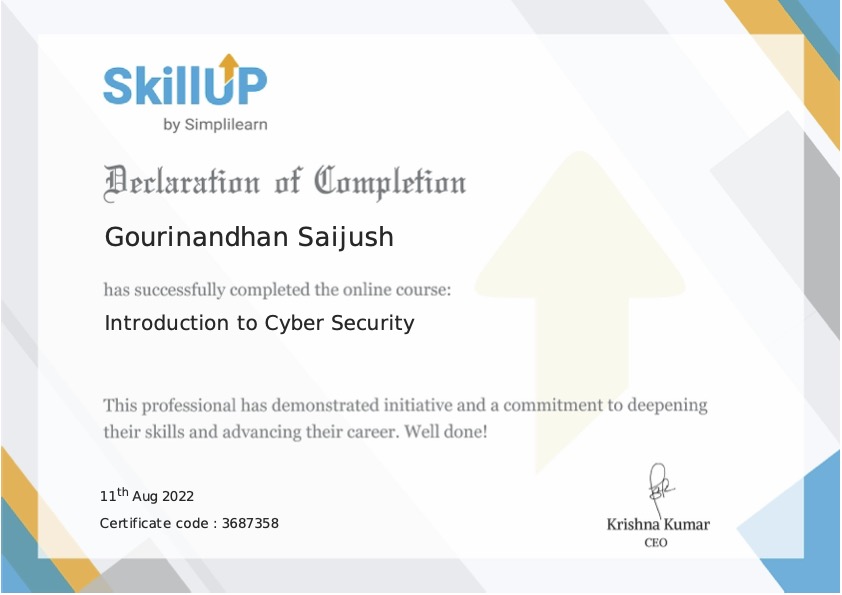 SkillUP
by Simplilearn
Declaration of Completion
Gourinandhan Saijush
has successfully completed the online course:
Introduction to Cyber Security
This professional has demonstrated initiative and a commitment to deepening
their skills and advancing their career. Well done!
11th Aug 2022
Certificate code : 3687358
Krishna Kumar
CEO